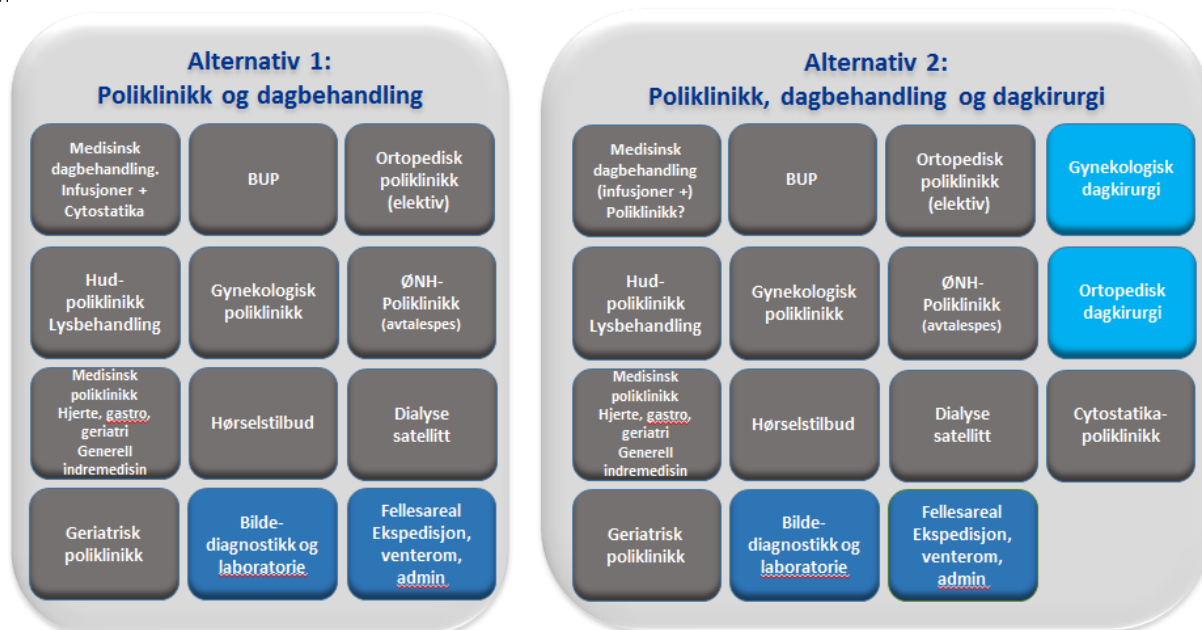 Alternativ 1:
Poliklinikk og dagbehandling
Medisinsk
dagbehandling.
Infusjoner +
Cytostatika
BUP
Ortopedisk
poliklinikk
(elektiv)
Hud-
poliklinikk
Lysbehandling
Gynekologisk
poliklinikk
ØNH-
Poliklinikk
(avtalespes)
Medisinsk
poliklinikk
Hjerte, gastro,
geriatri
Generell
indremedisin
Hørselstilbud
Dialyse
satellitt
Geriatrisk
poliklinikk
Bilde-
diagnostikk og
laboratorie
Fellesareal
Ekspedisjon,
venterom,
admin
Alternativ 2:
Poliklinikk, dagbehandling og dagkirurgi
Medisinsk
dagbehandling
(infusjoner +)
Poliklinikk?
BUP
Ortopedisk
poliklinikk
(elektiv)
Gynekologisk
dagkirurgi
Hud-
poliklinikk
Lysbehandling
Gynekologisk
poliklinikk
ØNH-
Poliklinikk
(avtalespes)
Ortopedisk
dagkirurgi
Medisinsk
poliklinikk
Hjerte, gastro,
geriatri
Generell
indremedisin
Hørselstilbud
Dialyse
satellitt
Cytostatika-
poliklinikk
Geriatrisk
poliklinikk
Bilde-
diagnostikk og
laboratorie
Fellesareal
Ekspedisjon,
venterom,
admin